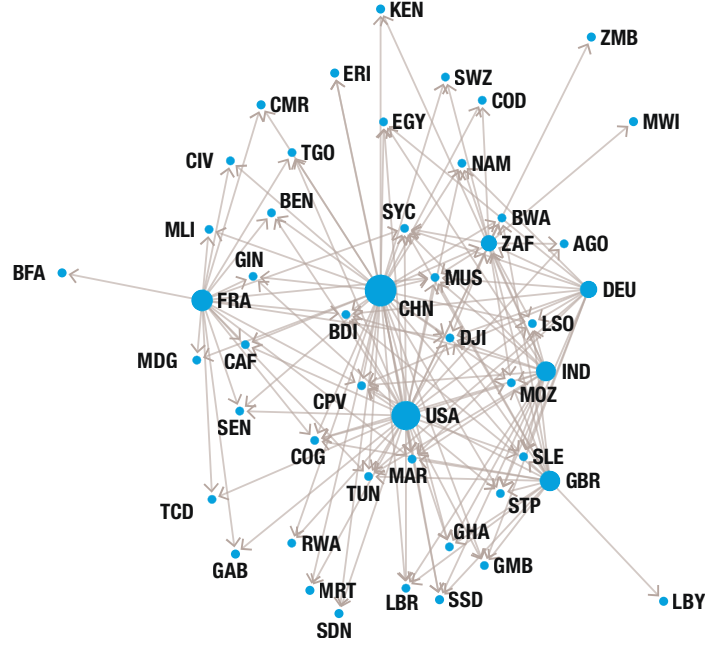 KEN
ZMB
ERI
SWZ
COD
CMR
EGY
MWI
TGO
CIV
NAM
BEN
SYC
BWA
MLI
ZAF
AGO
BFA
GIN
MUS
DEU
FRA
CHN
BDI
LSO
DJI
MDG
CAF
IND
CPV
MOZ
USA
SEN
COG
MAR
SLE
GBR
TUN
STP
TCD
GHA
RWA
GAB
GMB
MRT
LBR
SSD
LBY
SDN